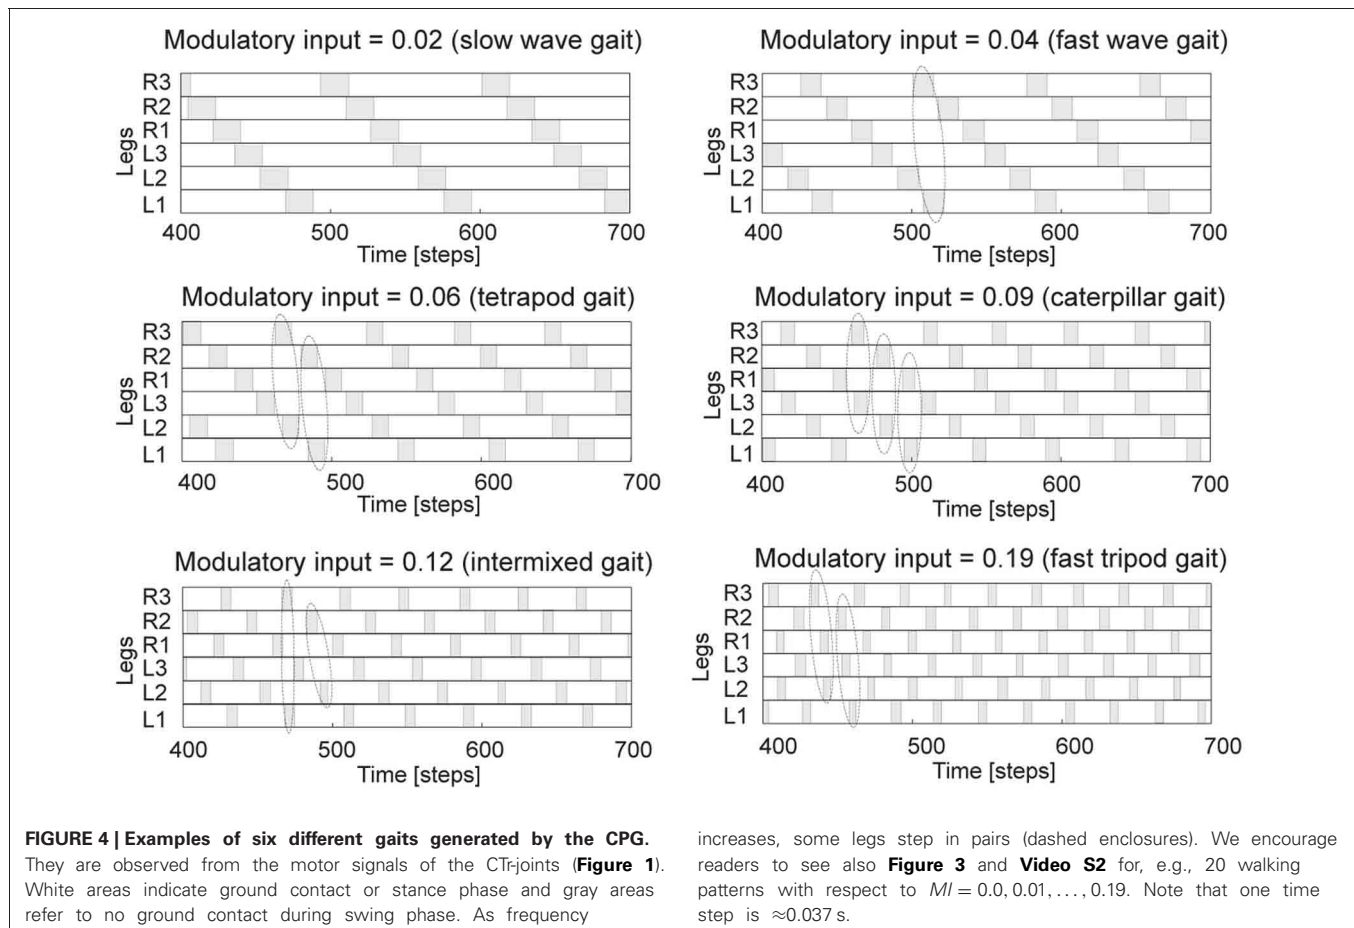 Modulatory input = 0.02 (slow wave gait)
R3
R2
R1
L3
L2
L1
Legs
400 500 600 700
Time [steps]
Modulatory input = 0.04 (fast wave gait)
R3
R2
R1
L3
L2
L1
Legs
400 500 600 700
Time [steps]
Modulatory input = 0.06 (tetrapod gait)
R3
R2
R1
L3
L2
L1
Legs
400 500 600 700
Time [steps]
Modulatory input = 0.09 (caterpillar gait)
R3
R2
R1
L3
L2
L1
Legs
400 500 600 700
Time [steps]
Modulatory input = 0.12 (intermixed gait)
R3
R2
R1
L3
L2
L1
Legs
400 500 600 700
Time [steps]
Modulatory input = 0.19 (fast tripod gait)
R3
R2
R1
L3
L2
L1
Legs
400 500 600 700
Time [steps]
FIGURE 4 | Examples of six different gaits generated by the CPG.
They are observed from the motor signals of the CTr-joints (Figure 1).
White areas indicate ground contact or stance phase and gray areas
refer to no ground contact during swing phase. As frequency
increases, some legs step in pairs (dashed enclosures). We encourage
readers to see also Figure 3 and Video S2 for, e.g., 20 walking
patterns with respect to MI = 0.0, 0.01, . . . , 0.19. Note that one time
step is ≈0.037 s.